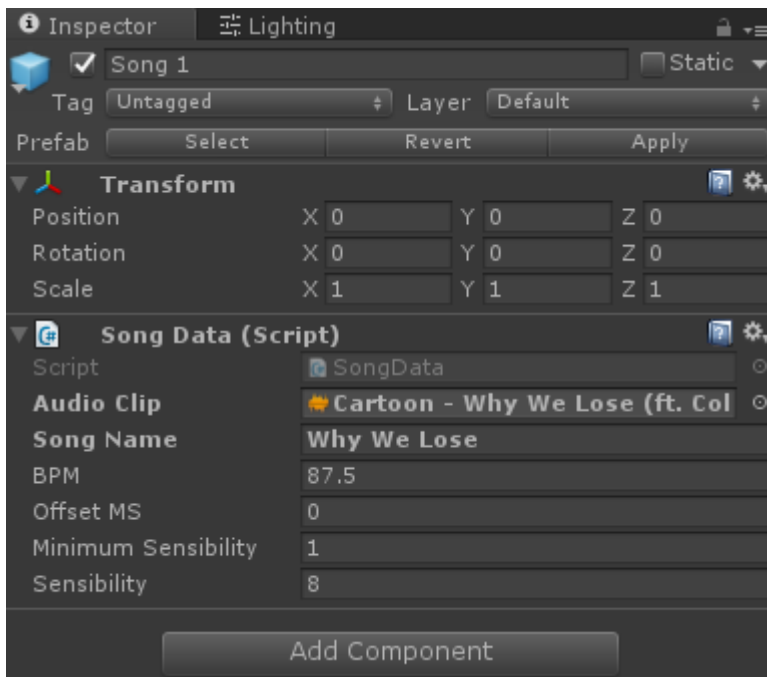 Inspector Lighting
Song 1 Static
Tag Untagged Layer Default
Prefab Select Revert Apply
Transform
Position X 0 Y 0 Z 0
Rotation X 0 Y 0 Z 0
Scale X 1 Y 1 Z 1
Song Data (Script)
Script SongData
Audio Clip Cartoon - Why We Lose (ft. Col
Song Name Why We Lose
BPM 87.5
Offset MS 0
Minimum Sensibility 1
Sensibility 8
Add Component